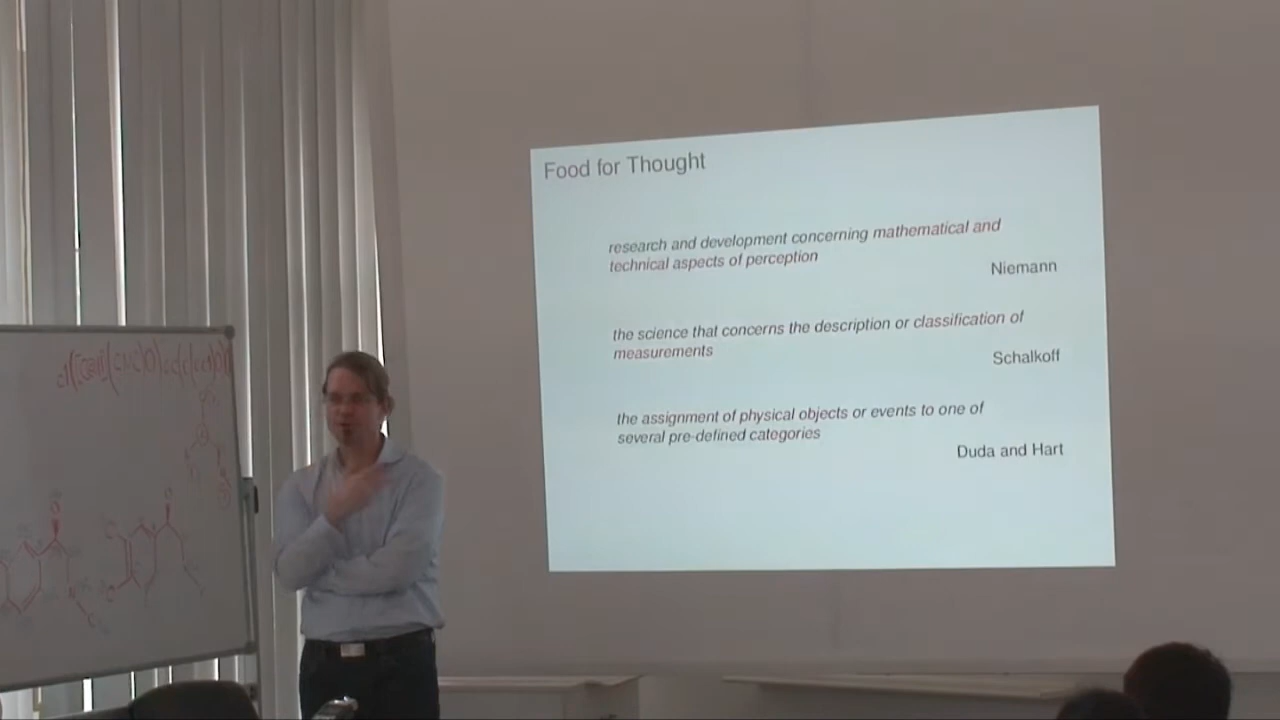 Food for Thought
research and development concerning mathematical and
technical aspects of perception
Niemann
the science that concerns the description or classification of
measurements
Schalkoff
the assignment of physical objects or events to one of
several pre-defined categories
Duda and Hart